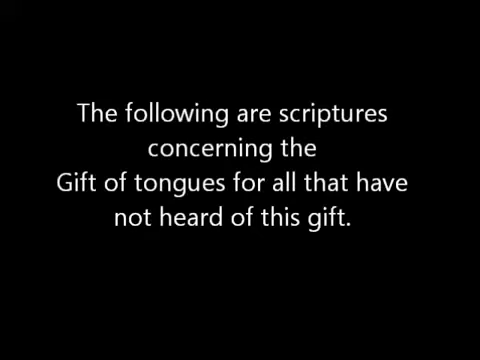 The following are scriptures
concerning the
Gift of tongues for all that have
not heard of this gift.